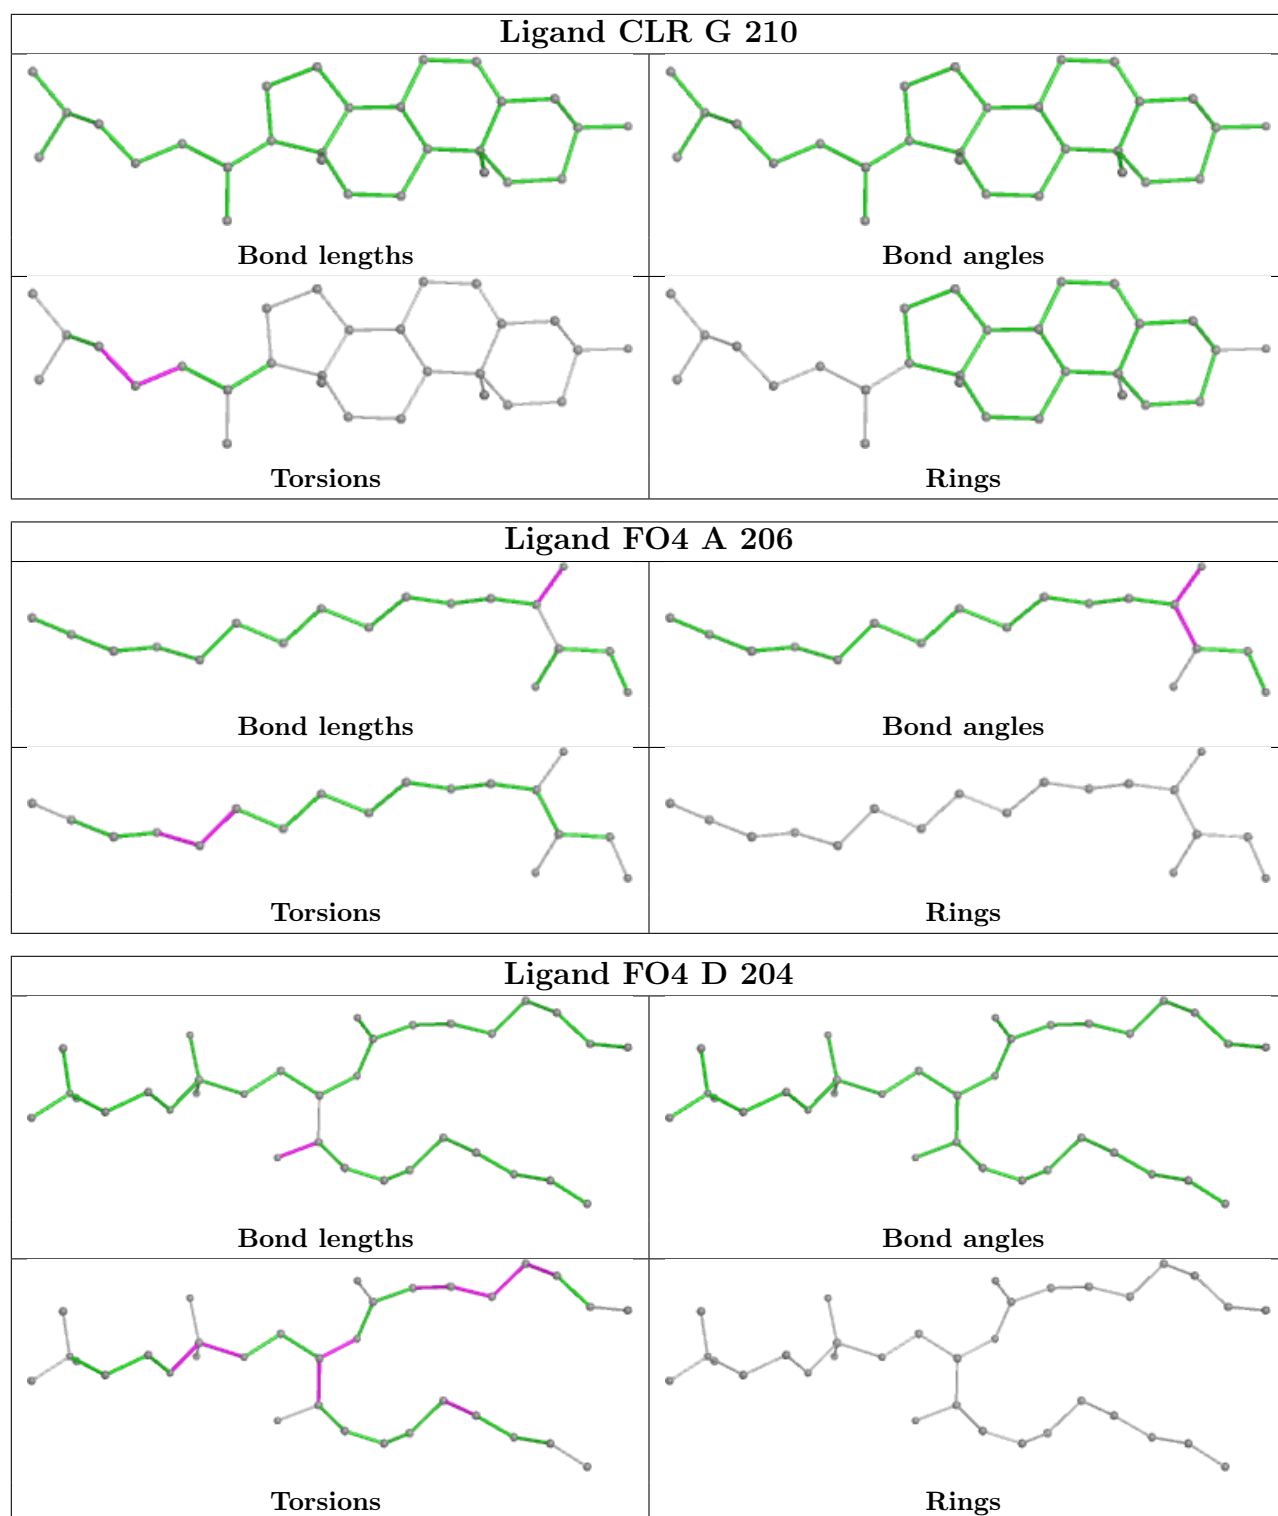 Ligand CLR G 210
Bond lengths
Bond angles
Torsions
Rings
Ligand FO4 A 206
Bond lengths
Bond angles
Torsions
Rings
Ligand FO4 D 204
Bond lengths
Bond angles
Torsions
Rings